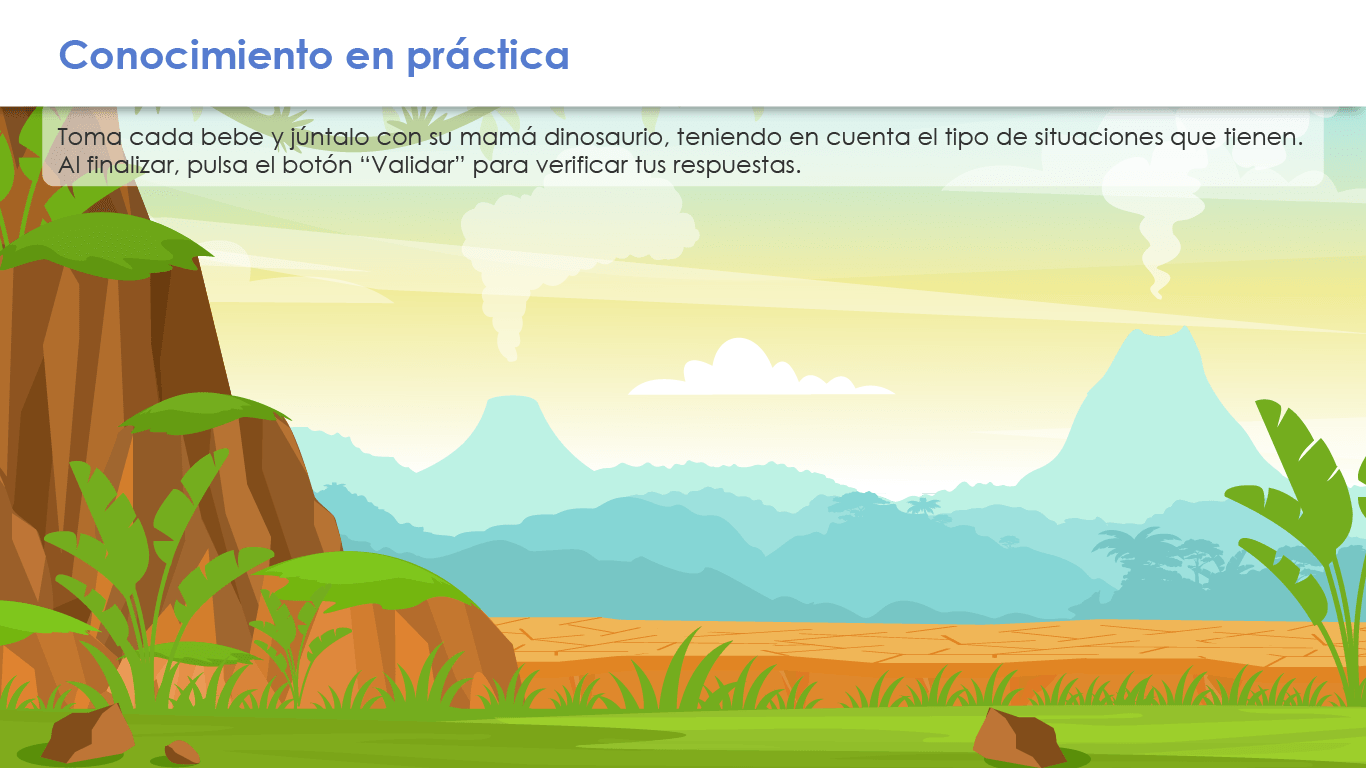 Conocimiento en práctica
Toma cada bebe y júntalo con su mamá dinosaurio, teniendo en cuenta el tipo de situaciones que tienen.
Al finalizar, pulsa el botón “Validar” para verificar tus respuestas.